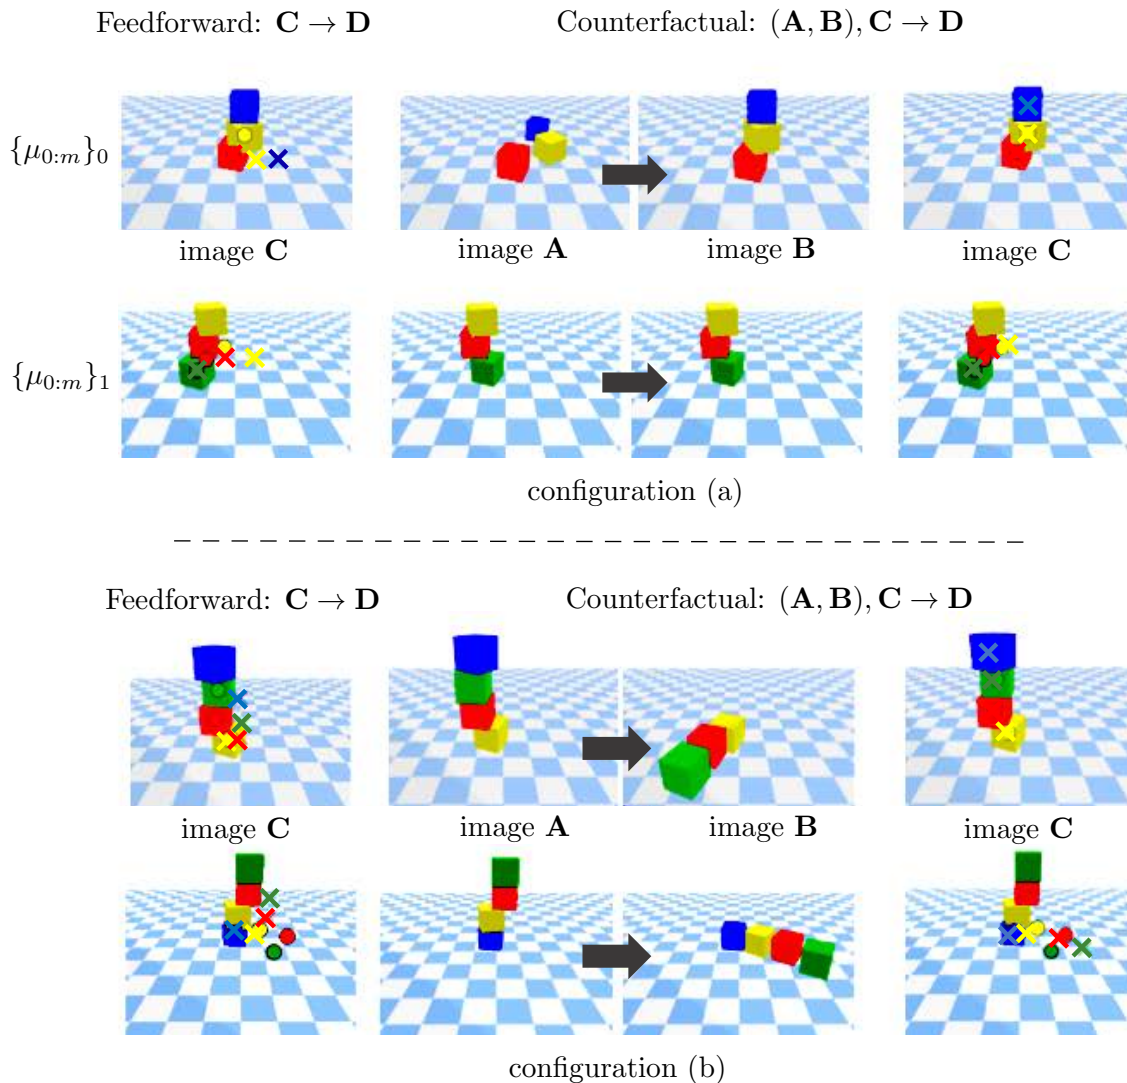 Feedforward: C → D Counterfactual: (A, B), C → D
{μ0:m}0
image C image A image B image C
{μ0:m}1
configuration (a)
Feedforward: C → D Counterfactual: (A, B), C → D
image C image A image B image C
configuration (b)